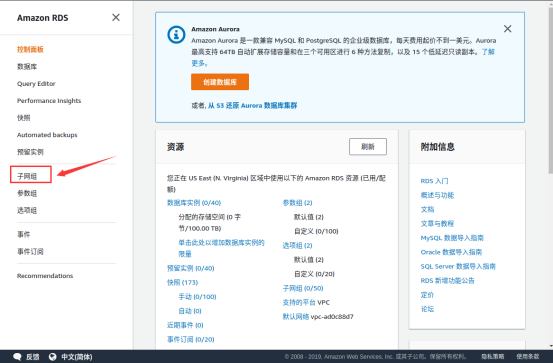 Amazon RDS
控制面板
数据库
Query Editor
Performance Insights
快照
Automated backups
预留实例
子网组
参数组
选项组
事件
事件订阅
Recommendations
Amazon Aurora
Amazon Aurora 是一款兼容 MySQL 和 PostgreSQL 的企业级数据库，每天费用起价不到一美元。Aurora
最高支持 64TB 自动扩展存储容量和在三个可用区进行 6 种方法复制，以及 15 个低延迟只读副本。了解
更多。
创建数据库
或者, 从 S3 还原 Aurora 数据库集群
资源
刷新
您正在 US East (N. Virginia) 区域中使用以下的 Amazon RDS 资源 (已用/配
额)
数据库实例 (0/40)
分配的存储空间 (0 字
节/100.00 TB)
单击此处以增加数据库实例的
限量
预留实例 (0/40)
快照 (173)
手动 (0/100)
自动 (0)
近期事件 (0)
事件订阅 (0/20)
参数组 (2)
默认值 (2)
自定义 (0/100)
选项组 (2)
默认值 (2)
自定义 (0/20)
子网组 (0/50)
支持的平台 VPC
默认网络 vpc-ad0c88d7
附加信息
RDS 入门
概述与功能
文档
文章与教程
MySQL 数据导入指南
Oracle 数据导入指南
SQL Server 数据导入指南
RDS 新增功能公告
定价
论坛
反馈
中文(简体)
© 2008 - 2019, Amazon Web Services, Inc. 或其子公司。保留所有权利。
隐私策略
使用条款